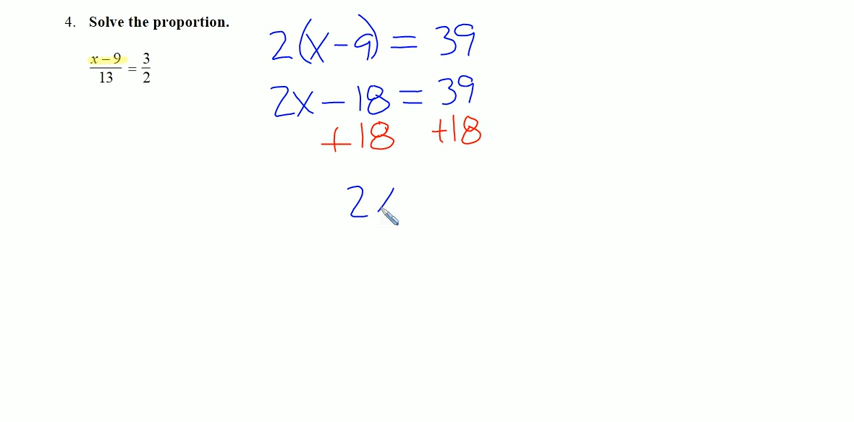 4. Solve the proportion.
x − 9 / 13 = 3 / 2
2(x − 9) = 39
2x − 18 = 39
+18 +18
2